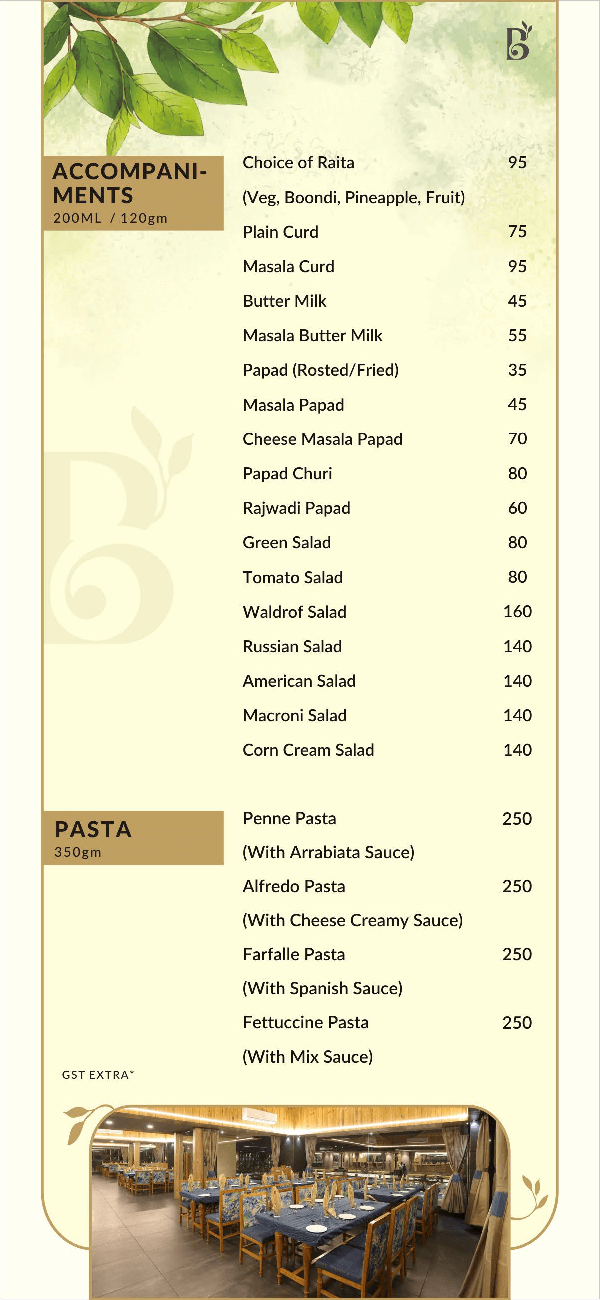 B
ACCOMPANI-
MENTS
200ML / 120gm
Choice of Raita 95
(Veg, Boondi, Pineapple, Fruit)
Plain Curd 75
Masala Curd 95
Butter Milk 45
Masala Butter Milk 55
Papad (Rosted/Fried) 35
Masala Papad 45
Cheese Masala Papad 70
Papad Churi 80
Rajwadi Papad 60
Green Salad 80
Tomato Salad 80
Waldrof Salad 160
Russian Salad 140
American Salad 140
Macroni Salad 140
Corn Cream Salad 140
PASTA
350gm
Penne Pasta 250
(With Arrabiata Sauce)
Alfredo Pasta 250
(With Cheese Creamy Sauce)
Farfalle Pasta 250
(With Spanish Sauce)
Fettuccine Pasta 250
(With Mix Sauce)
GST EXTRA*